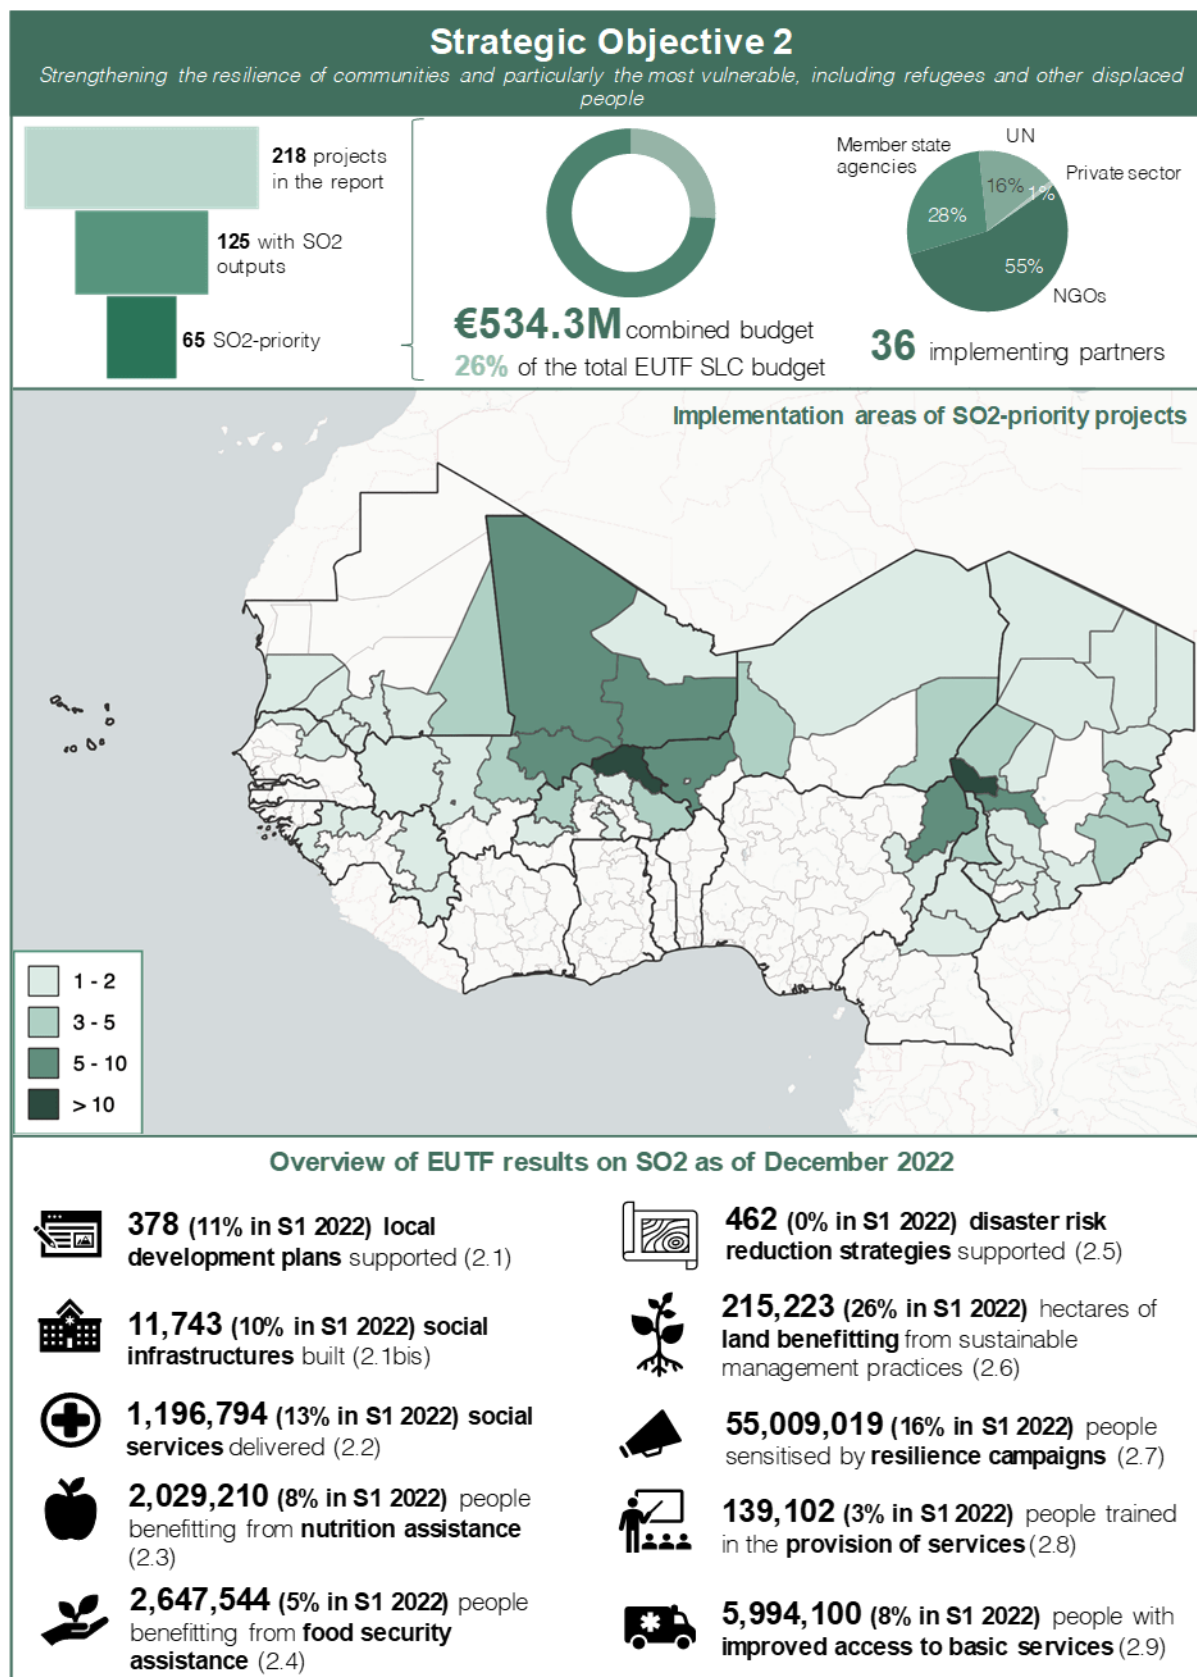 Strategic Objective 2
Strengthening the resilience of communities and particularly the most vulnerable, including refugees and other displaced
people
218 projects
in the report
125 with SO2
outputs
65 SO2-priority
€534.3M combined budget
26% of the total EUTF SLC budget
Member state
agencies
UN
Private sector
16%
1%
28%
55%
NGOs
36 implementing partners
Implementation areas of SO2-priority projects
1 - 2
3 - 5
5 - 10
> 10
Overview of EUTF results on SO2 as of December 2022
378 (11% in S1 2022) local
development plans supported (2.1)
11,743 (10% in S1 2022) social
infrastructures built (2.1bis)
1,196,794 (13% in S1 2022) social
services delivered (2.2)
2,029,210 (8% in S1 2022) people
benefitting from nutrition assistance
(2.3)
2,647,544 (5% in S1 2022) people
benefitting from food security
assistance (2.4)
462 (0% in S1 2022) disaster risk
reduction strategies supported (2.5)
215,223 (26% in S1 2022) hectares of
land benefitting from sustainable
management practices (2.6)
55,009,019 (16% in S1 2022) people
sensitised by resilience campaigns (2.7)
139,102 (3% in S1 2022) people trained
in the provision of services (2.8)
5,994,100 (8% in S1 2022) people with
improved access to basic services (2.9)